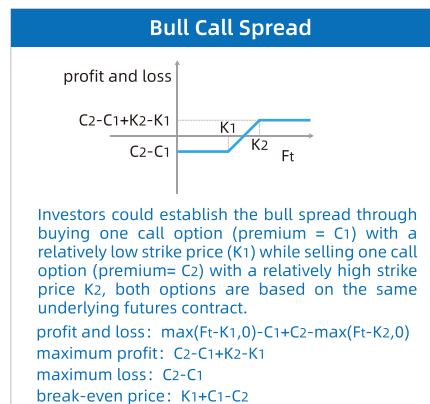 Bull Call Spread
profit and loss
C2-C1+K2-K1
K1
C2-C1
K2
Ft
Investors could establish the bull spread through
buying one call option (premium = C1) with a
relatively low strike price (K1) while selling one call
option (premium= C2) with a relatively high strike
price K2, both options are based on the same
underlying futures contract.
profit and loss: max(Ft-K1,0)-C1+C2-max(Ft-K2,0)
maximum profit: C2-C1+K2-K1
maximum loss: C2-C1
break-even price: K1+C1-C2